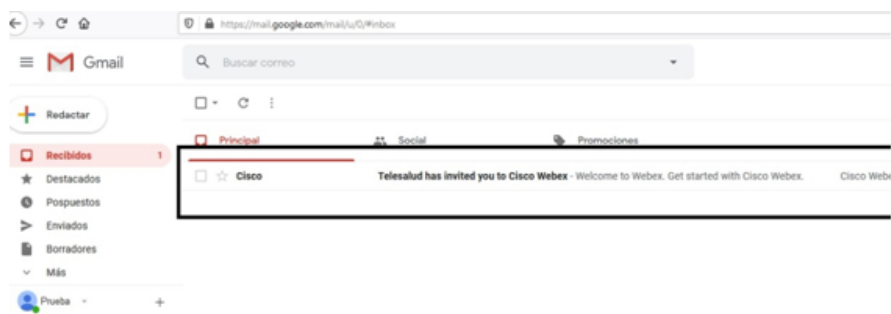 https://mail.google.com/mail/u/0/#inbox
Gmail
Buscar correo
Redactar
Principal
Social
Promociones
Recibidos 1
Cisco
Telesalud has invited you to Cisco Webex - Welcome to Webex. Get started with Cisco Webex. Cisco Webe
Destacados
Pospuestos
Enviados
Borradores
Más
Prueba